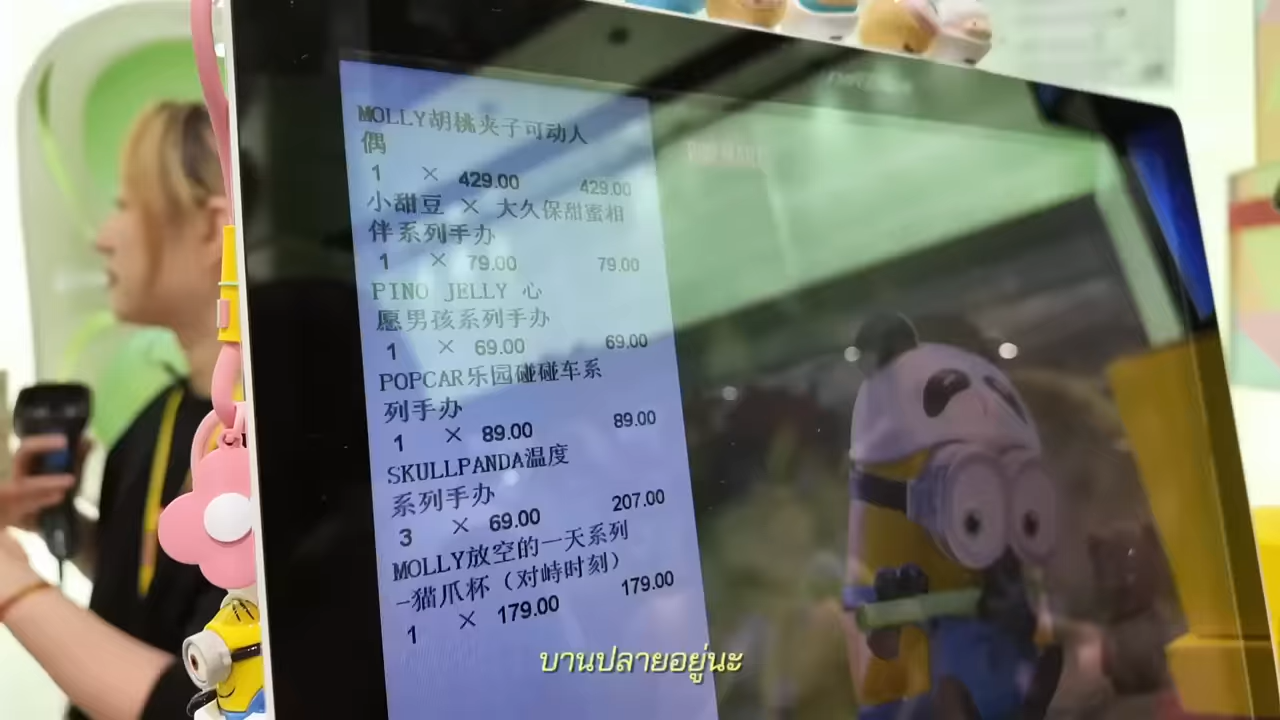 MOLLY胡桃夹子可动人
偶
1 × 429.00 429.00
小甜豆 × 大久保甜蜜相
伴系列手办
1 × 79.00 79.00
PINO JELLY 心
愿男孩系列手办
1 × 69.00 69.00
POPCAR乐园碰碰车系
列手办
1 × 89.00 89.00
SKULLPANDA温度
系列手办
3 × 69.00 207.00
MOLLY放空的一天系列
-猫爪杯（对峙时刻）
1 × 179.00 179.00
บานปลายอยู่นะ